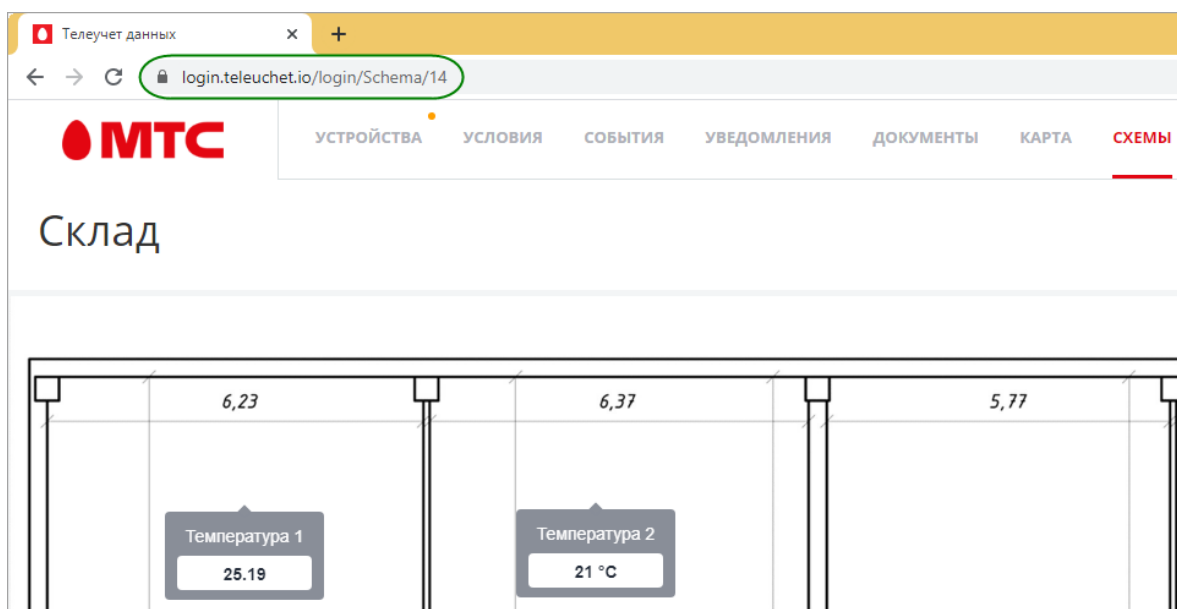 Телеучет данных
login.teleuchet.io/login/Schema/14
МТС
УСТРОЙСТВА УСЛОВИЯ СОБЫТИЯ УВЕДОМЛЕНИЯ ДОКУМЕНТЫ КАРТА СХЕМЫ
Склад
6,23 6,37 5,77
Температура 1 Температура 2
25.19 21 °C